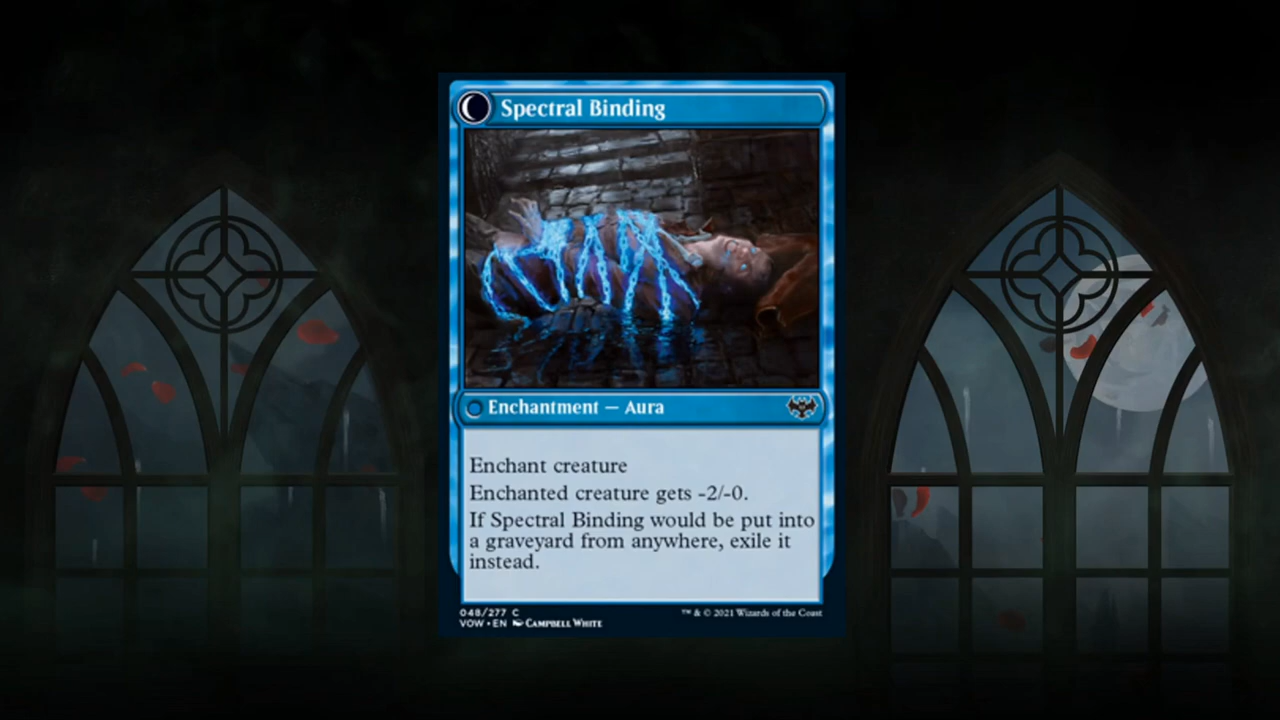 Spectral Binding
Enchantment — Aura
Enchant creature
Enchanted creature gets -2/-0.
If Spectral Binding would be put into
a graveyard from anywhere, exile it
instead.
048/277 C
™ & © 2021 Wizards of the Coast
VOW • EN Campbell White